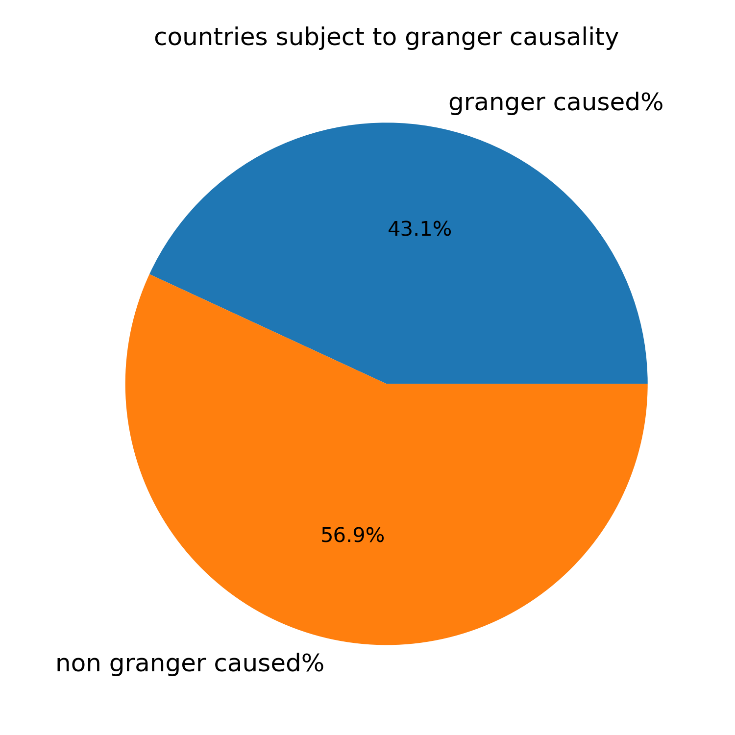 countries subject to granger causality
granger caused%
43.1%
56.9%
non granger caused%